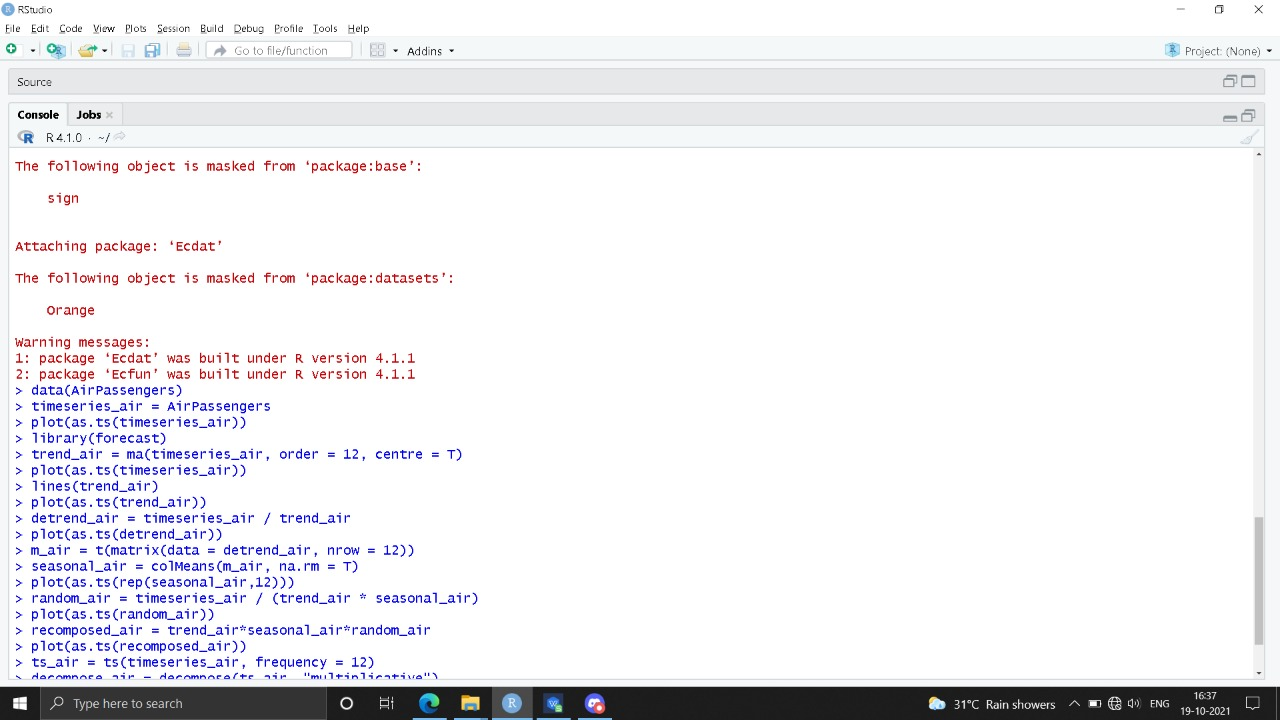 RStudio
File Edit Code View Plots Session Build Debug Profile Tools Help
Go to file/function Addins Project: (None)
Source
Console Jobs
R 4.1.0 · ~/
The following object is masked from ‘package:base’:
sign
Attaching package: ‘Ecdat’
The following object is masked from ‘package:datasets’:
Orange
Warning messages:
1: package ‘Ecdat’ was built under R version 4.1.1
2: package ‘Ecfun’ was built under R version 4.1.1
> data(AirPassengers)
> timeseries_air = AirPassengers
> plot(as.ts(timeseries_air))
> library(forecast)
> trend_air = ma(timeseries_air, order = 12, centre = T)
> plot(as.ts(timeseries_air))
> lines(trend_air)
> plot(as.ts(trend_air))
> detrend_air = timeseries_air / trend_air
> plot(as.ts(detrend_air))
> m_air = t(matrix(data = detrend_air, nrow = 12))
> seasonal_air = colMeans(m_air, na.rm = T)
> plot(as.ts(rep(seasonal_air,12)))
> random_air = timeseries_air / (trend_air * seasonal_air)
> plot(as.ts(random_air))
> recomposed_air = trend_air*seasonal_air*random_air
> plot(as.ts(recomposed_air))
> ts_air = ts(timeseries_air, frequency = 12)
> decompose_air = decompose(ts_air, "multiplicative")
Type here to search 31°C Rain showers ENG 16:37
19-10-2021